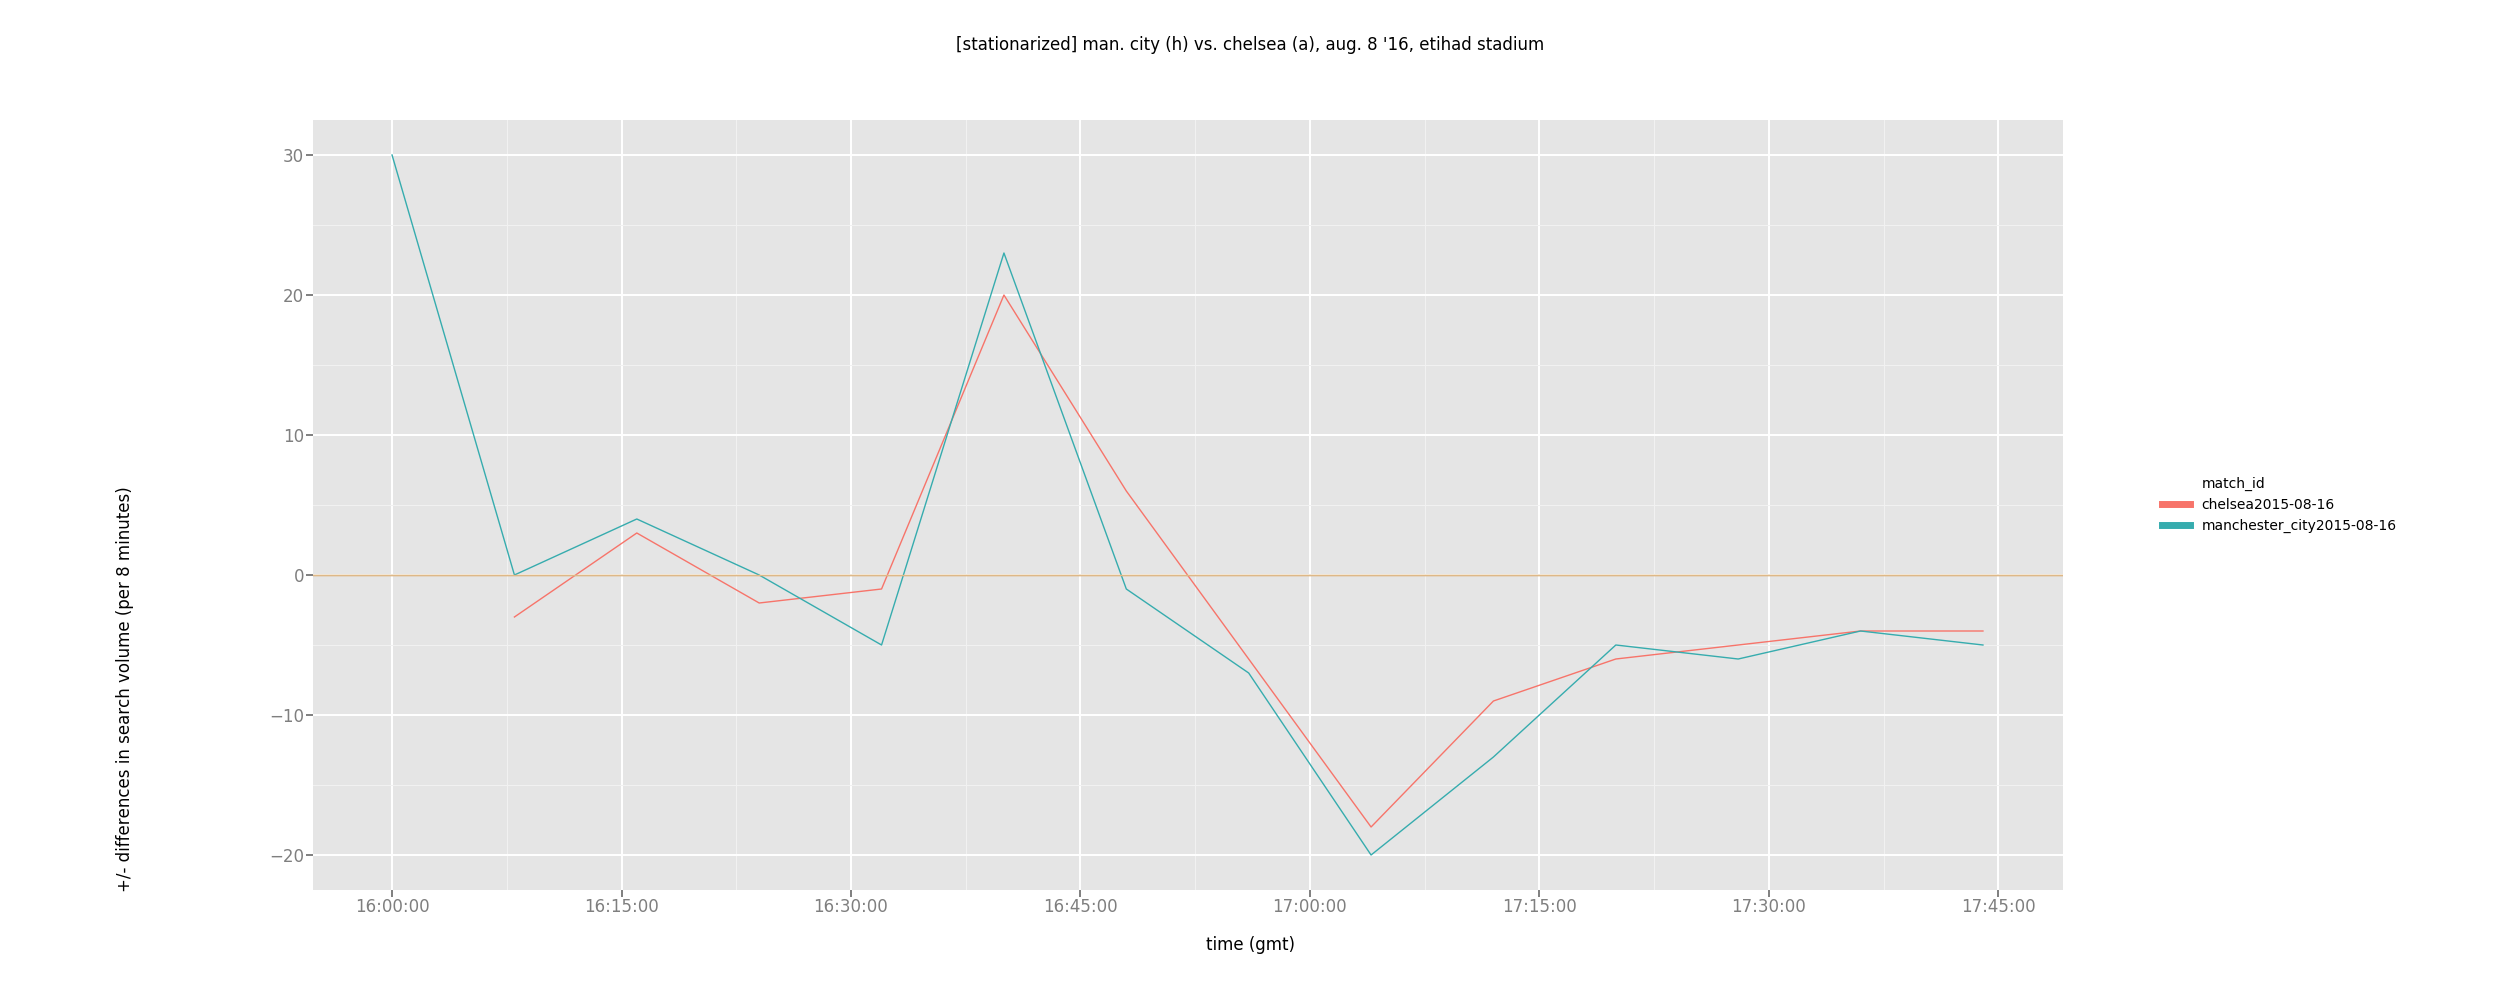 [stationarized] man. city (h) vs. chelsea (a), aug. 8 '16, etihad stadium
30
20
10
0
−10
−20
+/- differences in search volume (per 8 minutes)
16:00:00 16:15:00 16:30:00 16:45:00 17:00:00 17:15:00 17:30:00 17:45:00
time (gmt)
match_id
chelsea2015-08-16
manchester_city2015-08-16